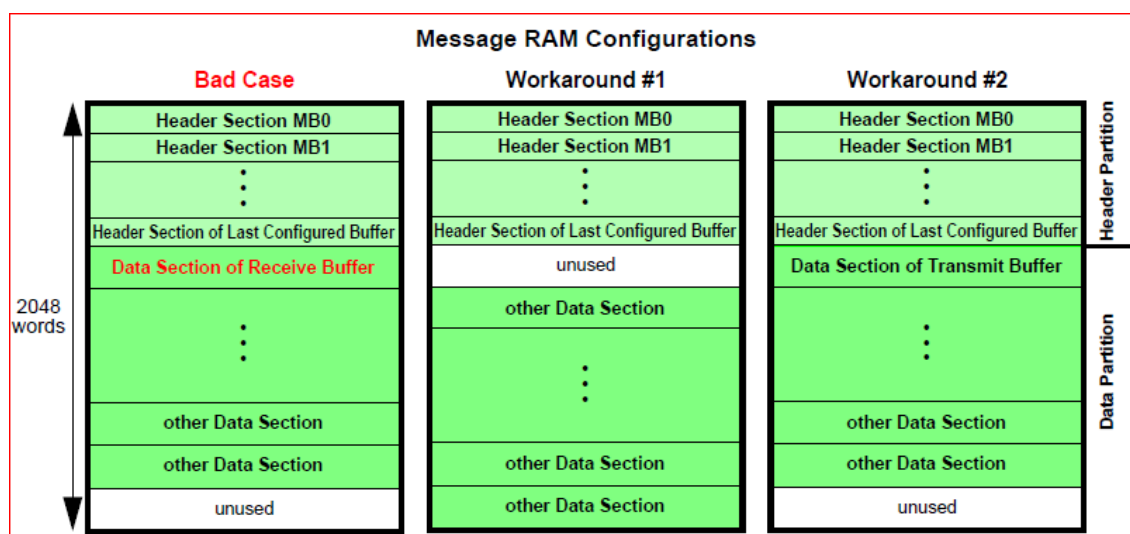 Message RAM Configurations
Bad Case
Workaround #1
Workaround #2
Header Section MB0
Header Section MB1
Header Section of Last Configured Buffer
Data Section of Receive Buffer
other Data Section
other Data Section
unused
Header Section MB0
Header Section MB1
Header Section of Last Configured Buffer
unused
other Data Section
other Data Section
other Data Section
Header Section MB0
Header Section MB1
Header Section of Last Configured Buffer
Data Section of Transmit Buffer
other Data Section
other Data Section
unused
2048
words
Header Partition
Data Partition